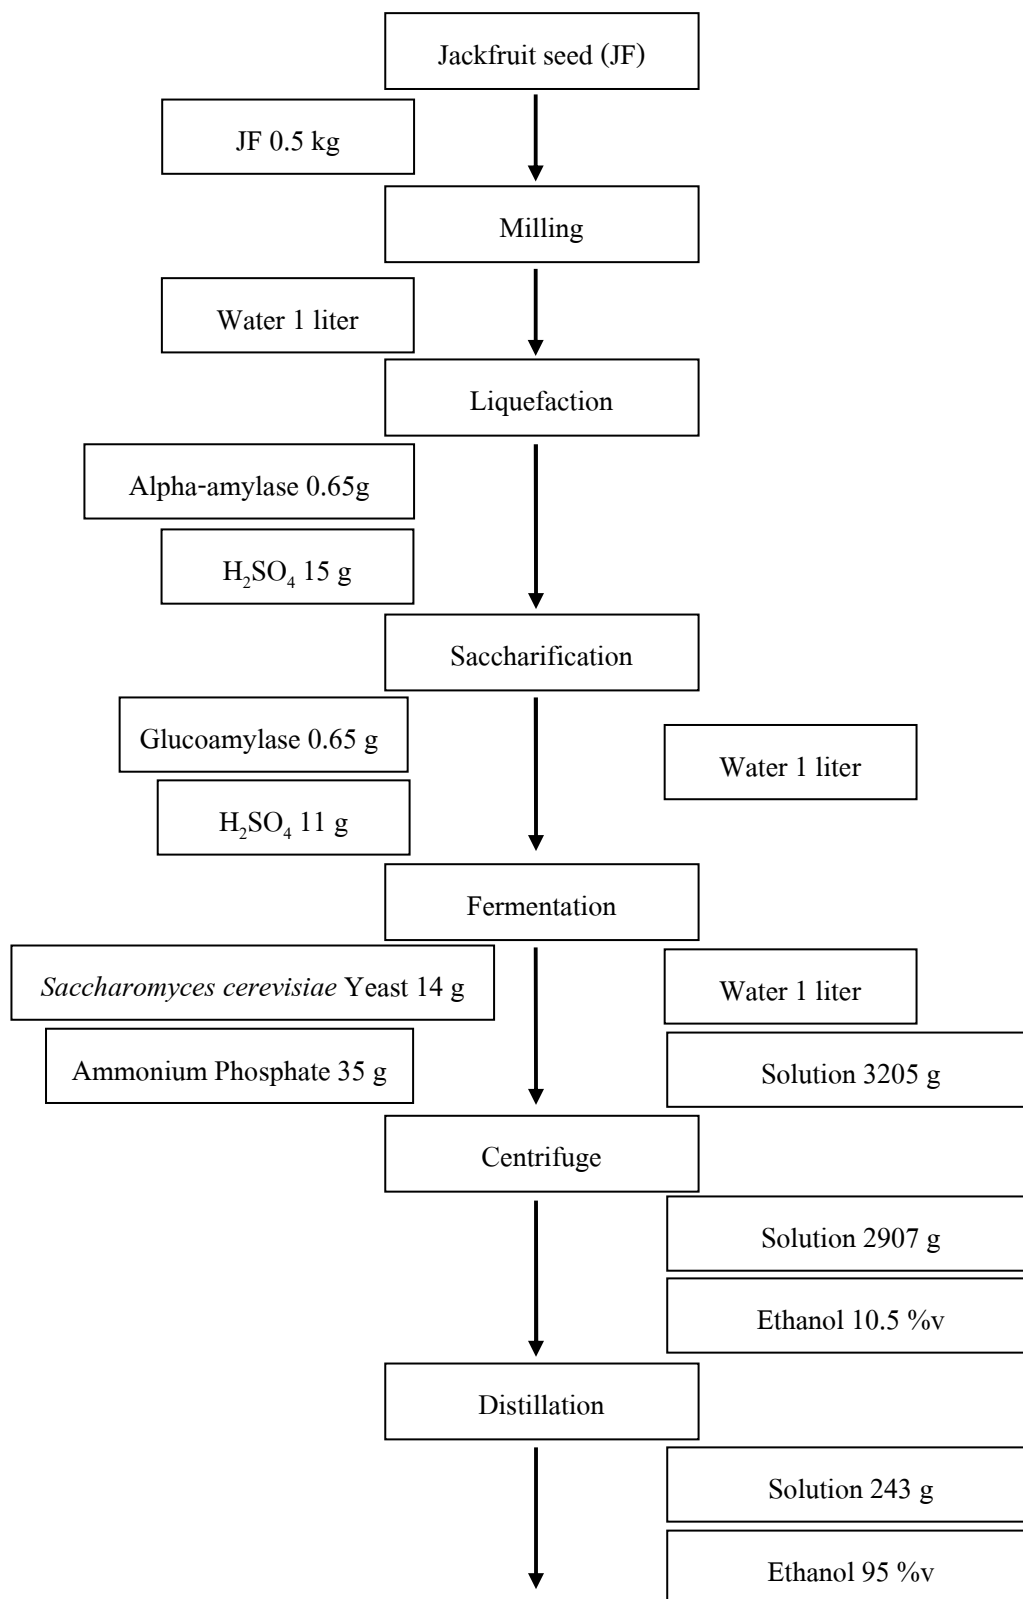 Jackfruit seed (JF)
JF 0.5 kg
Milling
Water 1 liter
Liquefaction
Alpha-amylase 0.65g
H₂SO₄ 15 g
Saccharification
Glucoamylase 0.65 g
Water 1 liter
H₂SO₄ 11 g
Fermentation
Saccharomyces cerevisiae Yeast 14 g
Water 1 liter
Ammonium Phosphate 35 g
Solution 3205 g
Centrifuge
Solution 2907 g
Ethanol 10.5 %v
Distillation
Solution 243 g
Ethanol 95 %v